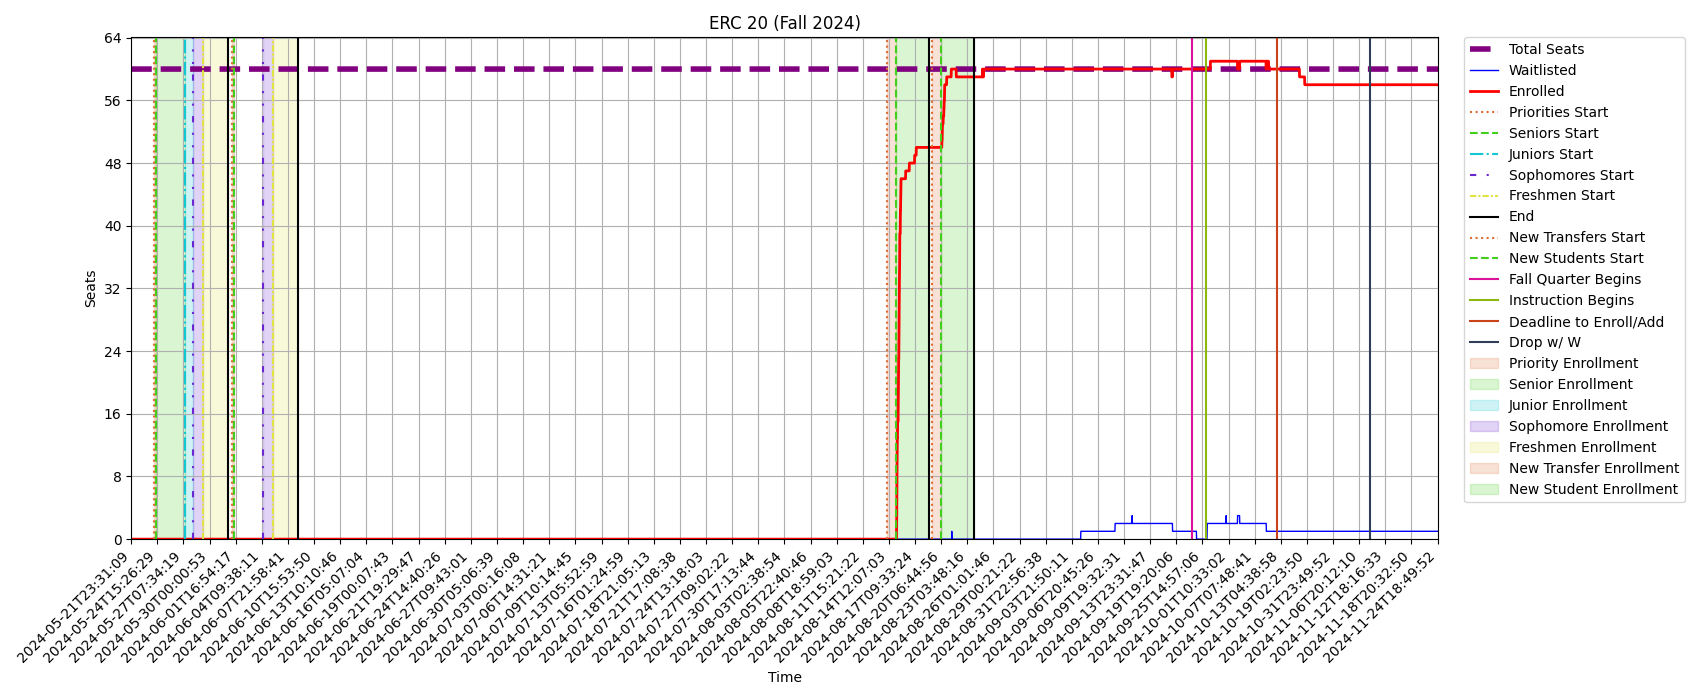 ERC 20 (Fall 2024)
Seats
64
56
48
40
32
24
16
8
0
2024-05-21T23:31:09
2024-05-24T15:26:29
2024-05-27T07:34:19
2024-05-30T00:00:53
2024-06-01T16:54:17
2024-06-04T09:38:11
2024-06-07T21:58:41
2024-06-10T15:53:50
2024-06-13T10:10:46
2024-06-16T05:07:04
2024-06-19T00:07:43
2024-06-21T19:29:47
2024-06-24T14:40:26
2024-06-27T09:43:01
2024-06-30T05:06:39
2024-07-03T00:16:08
2024-07-06T14:31:21
2024-07-09T10:14:45
2024-07-13T05:52:59
2024-07-16T01:24:59
2024-07-18T21:05:13
2024-07-21T17:08:38
2024-07-24T13:18:03
2024-07-27T09:02:22
2024-07-30T17:13:44
2024-08-03T02:38:54
2024-08-05T22:40:46
2024-08-08T18:59:03
2024-08-11T15:21:22
2024-08-14T12:07:03
2024-08-17T09:33:24
2024-08-20T06:44:56
2024-08-23T03:48:16
2024-08-26T01:01:46
2024-08-29T00:21:22
2024-08-31T22:56:38
2024-09-03T21:50:11
2024-09-06T20:45:26
2024-09-09T19:32:31
2024-09-13T23:31:47
2024-09-19T19:20:06
2024-09-25T14:57:06
2024-10-01T10:33:02
2024-10-07T07:48:41
2024-10-13T04:38:58
2024-10-19T02:23:50
2024-10-31T23:49:52
2024-11-06T20:12:10
2024-11-12T18:16:33
2024-11-18T20:32:50
2024-11-24T18:49:52
Time
Total Seats
Waitlisted
Enrolled
Priorities Start
Seniors Start
Juniors Start
Sophomores Start
Freshmen Start
End
New Transfers Start
New Students Start
Fall Quarter Begins
Instruction Begins
Deadline to Enroll/Add
Drop w/ W
Priority Enrollment
Senior Enrollment
Junior Enrollment
Sophomore Enrollment
Freshmen Enrollment
New Transfer Enrollment
New Student Enrollment